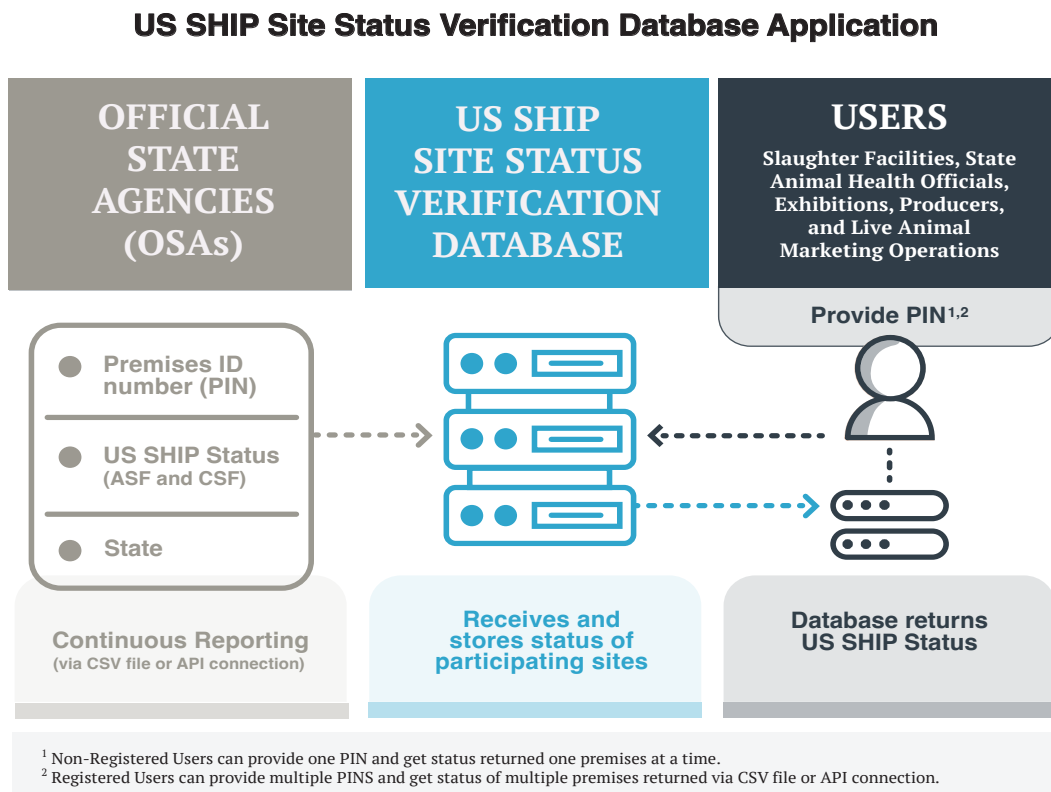 US SHIP Site Status Verification Database Application
OFFICIAL
STATE
AGENCIES
(OSAs)
US SHIP
SITE STATUS
VERIFICATION
DATABASE
USERS
Slaughter Facilities, State
Animal Health Officials,
Exhibitions, Producers,
and Live Animal
Marketing Operations
Provide PIN1,2
Premises ID
number (PIN)
US SHIP Status
(ASF and CSF)
State
Continuous Reporting
(via CSV file or API connection)
Receives and
stores status of
participating sites
Database returns
US SHIP Status
1 Non-Registered Users can provide one PIN and get status returned one premises at a time.
2 Registered Users can provide multiple PINS and get status of multiple premises returned via CSV file or API connection.